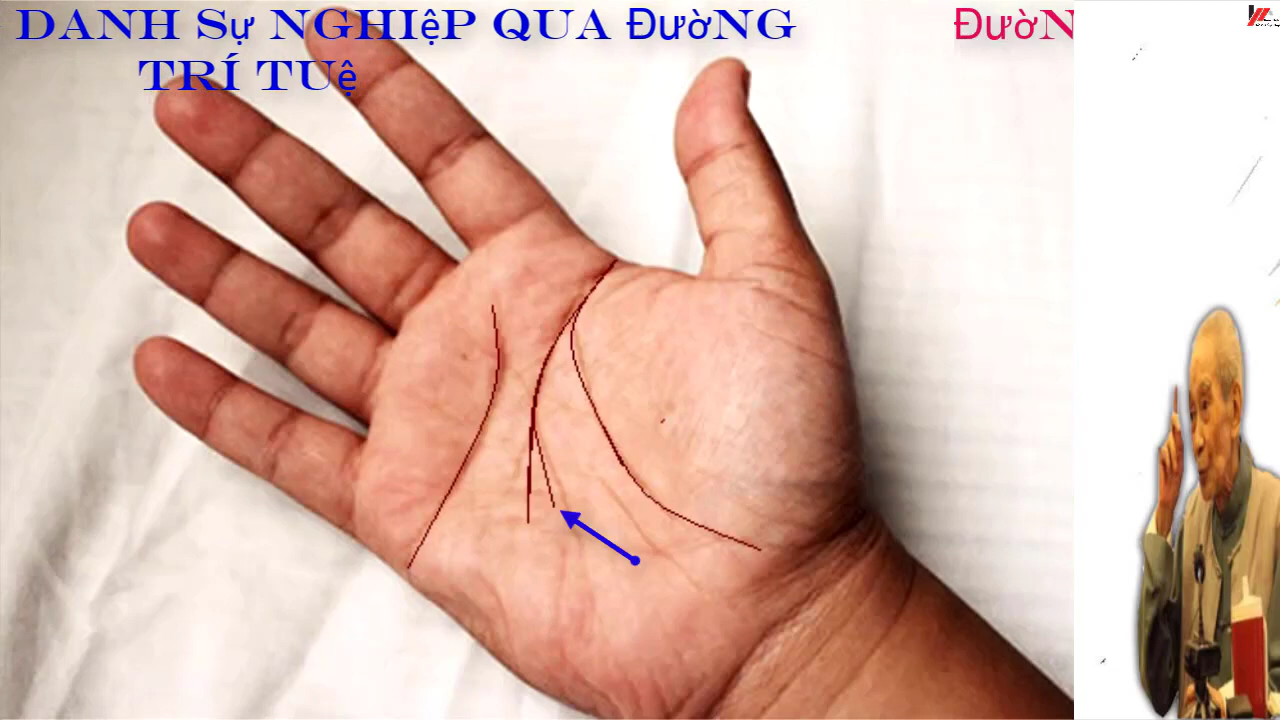 DANH Sự NGHIệP QUA ĐườNG
TRÍ TUệ
ĐườN